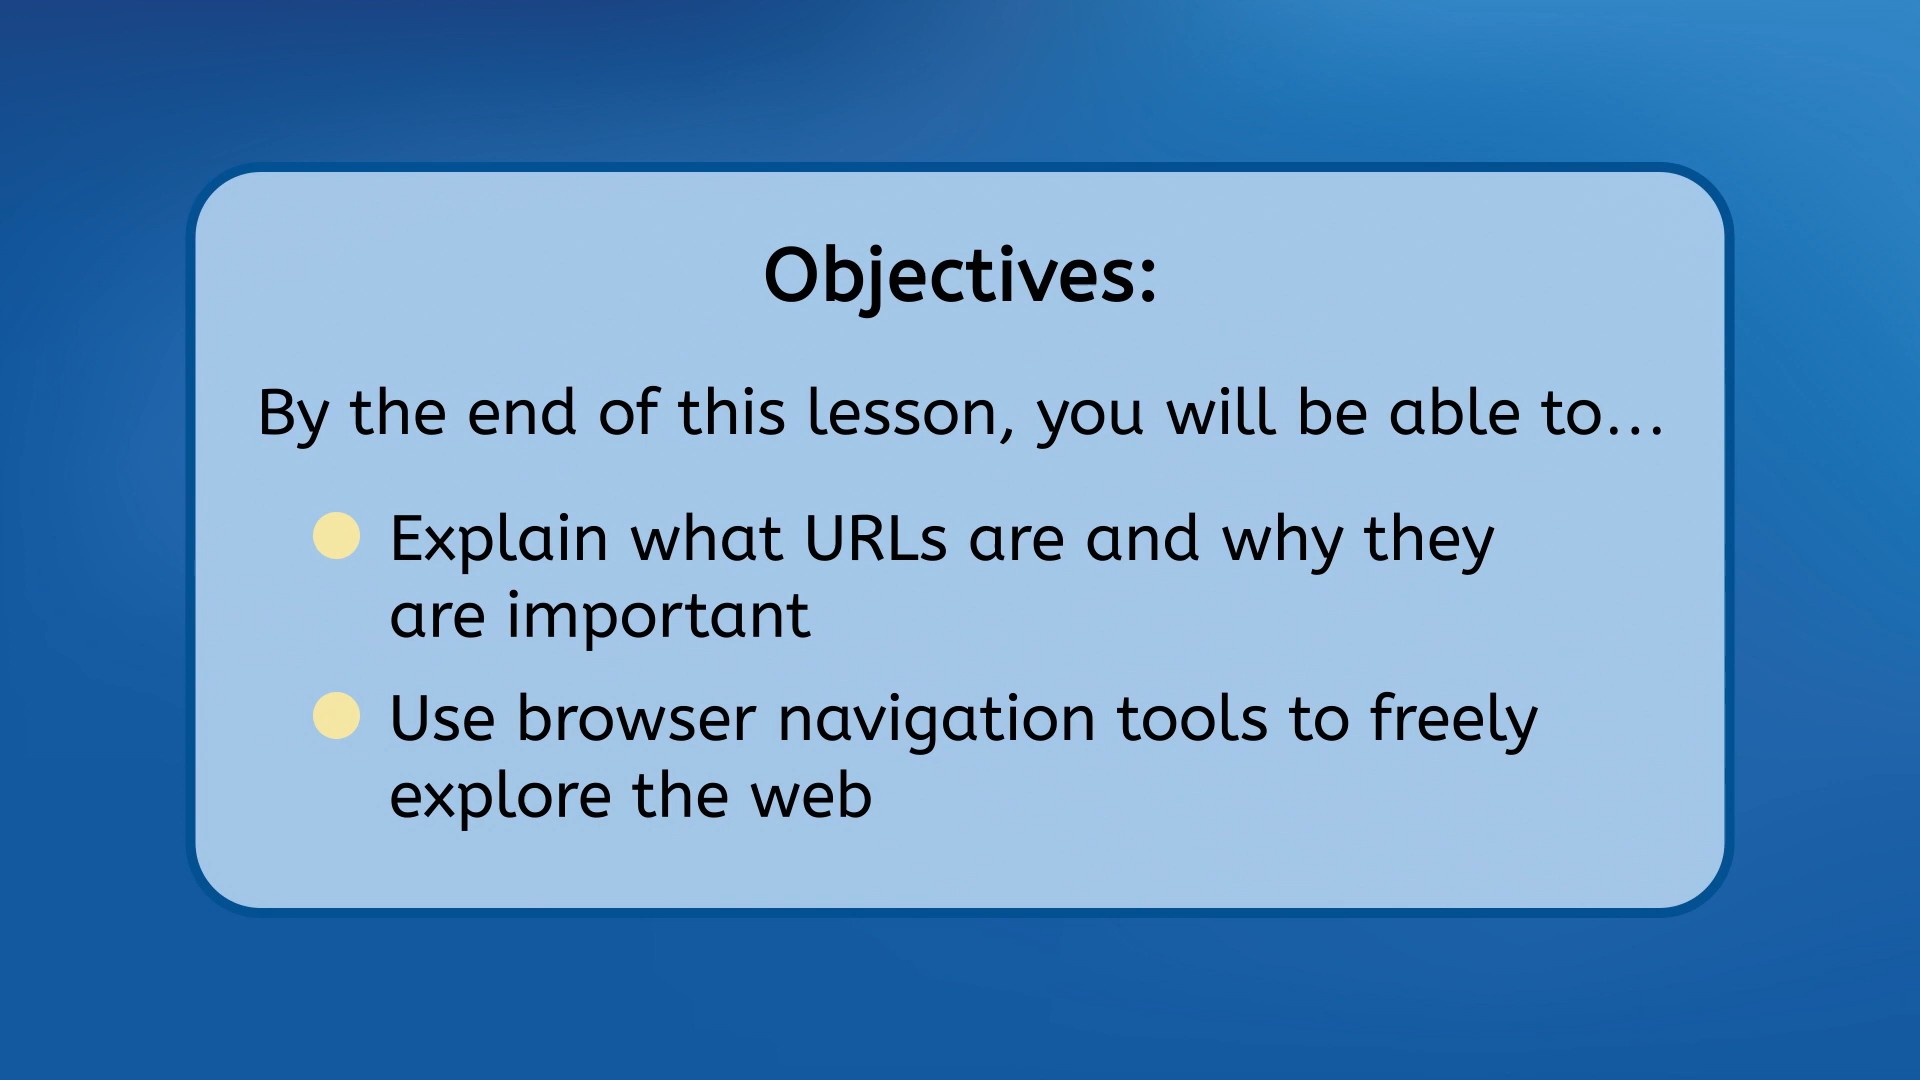 Objectives:
By the end of this lesson, you will be able to...
Explain what URLs are and why they
are important
Use browser navigation tools to freely
explore the web